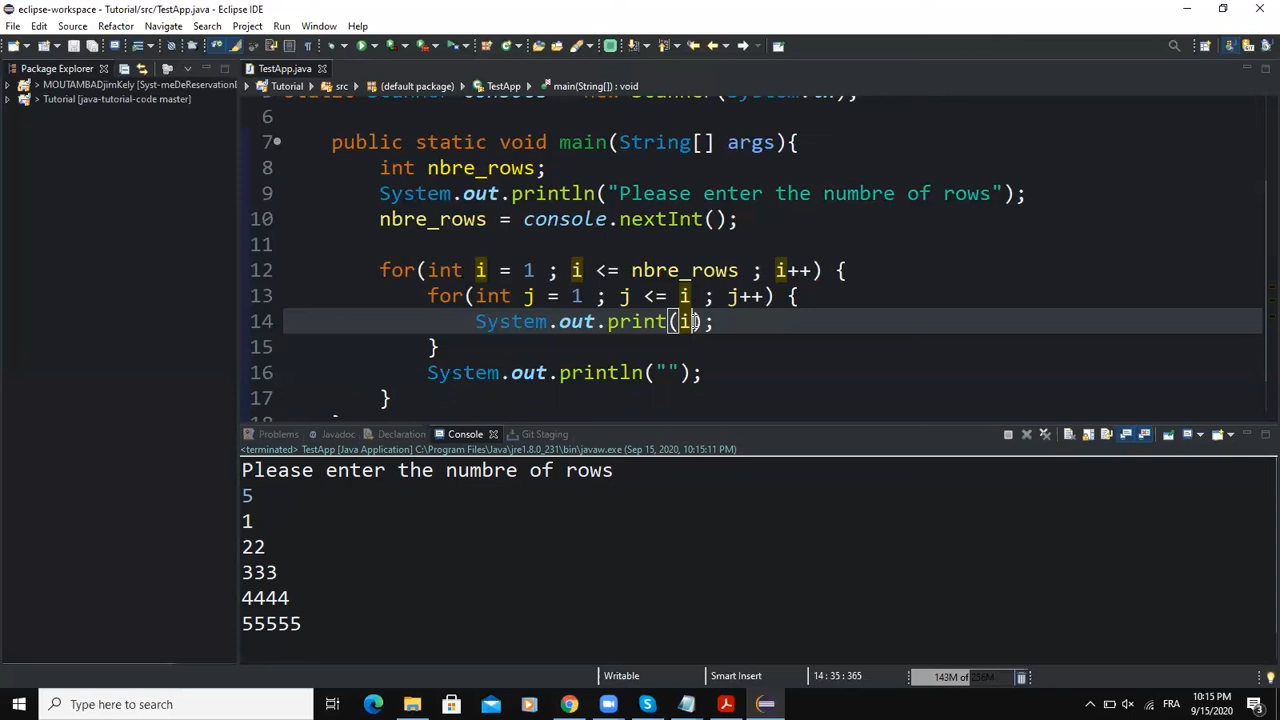 eclipse-workspace - Tutorial/src/TestApp.java - Eclipse IDE
File Edit Source Refactor Navigate Search Project Run Window Help
Package Explorer
TestApp.java
> MOUTAMBADjimKely [Syst-meDeReservationL
> Tutorial [java-tutorial-code master]
Tutorial src (default package) TestApp main(String[]) : void
6
7 public static void main(String[] args){
8 int nbre_rows;
9 System.out.println("Please enter the numbre of rows");
10 nbre_rows = console.nextInt();
11
12 for(int i = 1 ; i <= nbre_rows ; i++) {
13 for(int j = 1 ; j <= i ; j++) {
14 System.out.print(i);
15 }
16 System.out.println("");
17 }
18
Problems Javadoc Declaration Console Git Staging
<terminated> TestApp [Java Application] C:\Program Files\Java\jre1.8.0_231\bin\javaw.exe (Sep 15, 2020, 10:15:11 PM)
Please enter the numbre of rows
5
1
22
333
4444
55555
Writable Smart Insert 14 : 35 : 365 143M of 236M
Type here to search
FRA
10:15 PM
9/15/2020
3